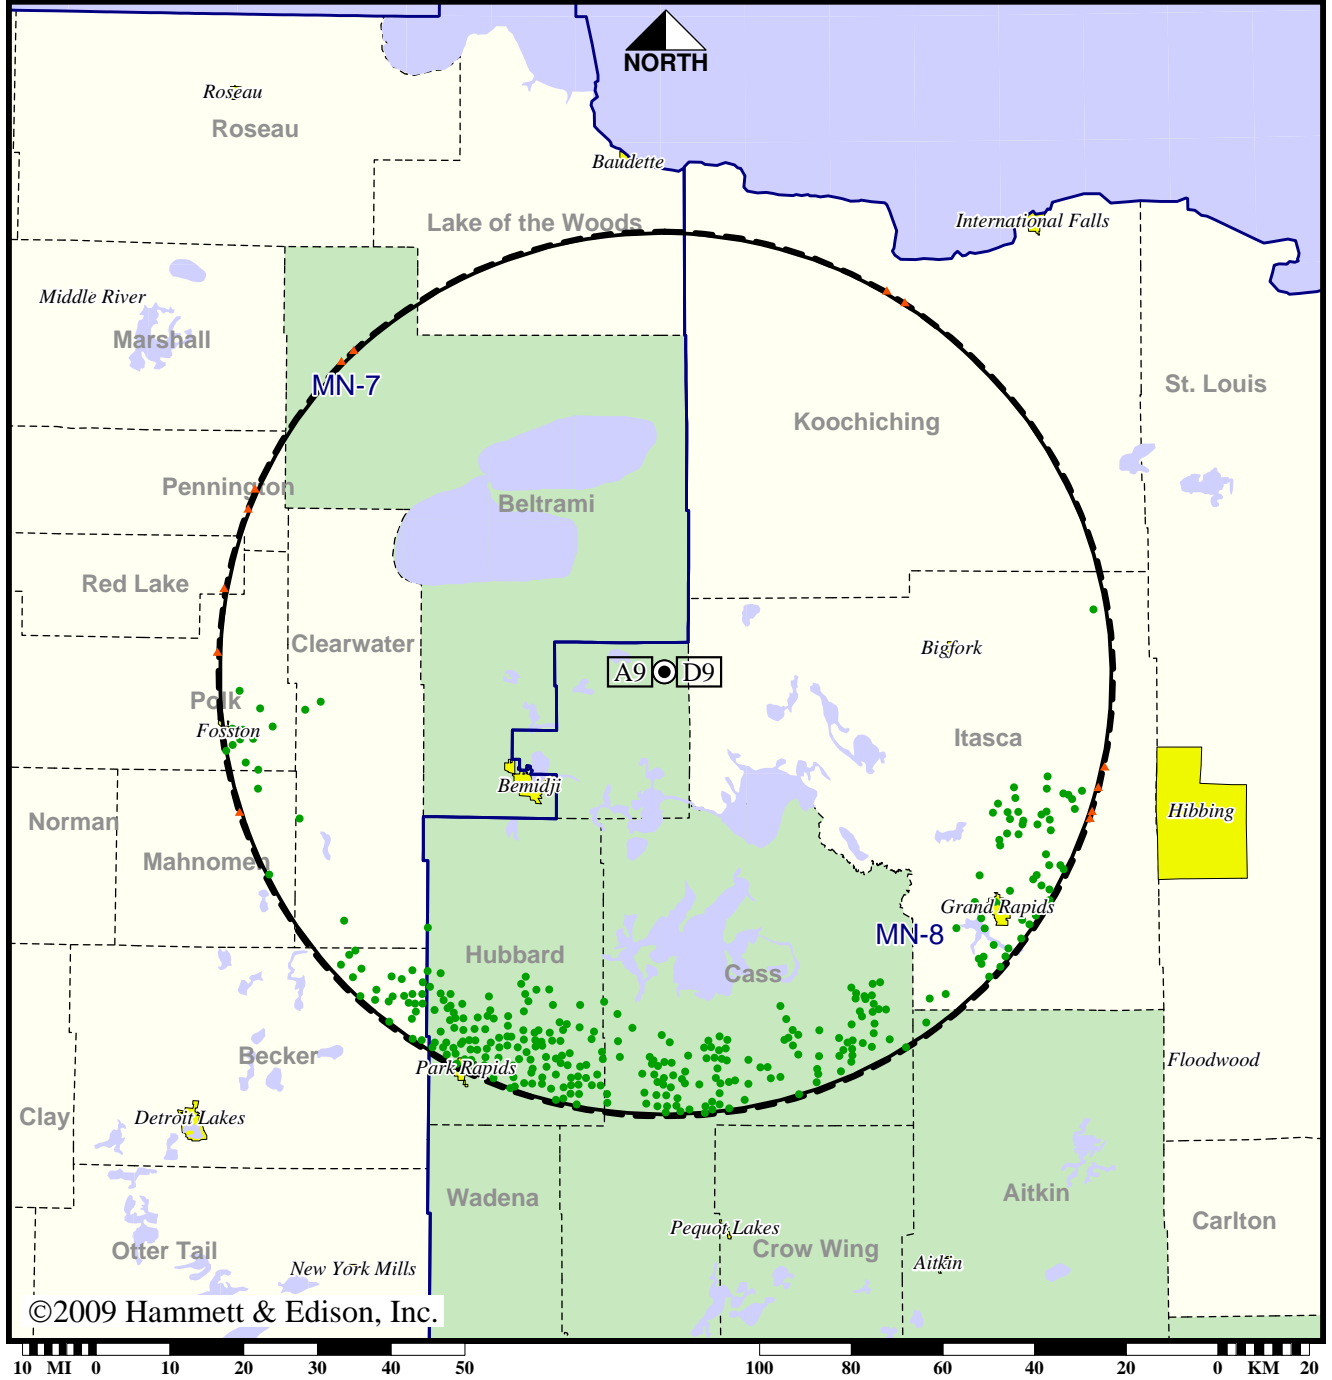 NORTH
Roseau
Roseau
Baudette
Lake of the Woods
International Falls
Middle River
Marshall
MN-7
St. Louis
Koochiching
Pennington
Beltrami
Red Lake
Clearwater
Bigfork
A9 D9
Polk
Fosston
Itasca
Bemidji
Hibbing
Norman
Mahnomen
Grand Rapids
MN-8
Hubbard
Cass
Becker
Park Rapids
Floodwood
Clay
Detroit Lakes
Wadena
Aitkin
Carlton
Pequot Lakes
Crow Wing
Otter Tail
New York Mills
Aitkin
©2009 Hammett & Edison, Inc.
10 MI 0 10 20 30 40 50 100 80 60 40 20 0 KM 20